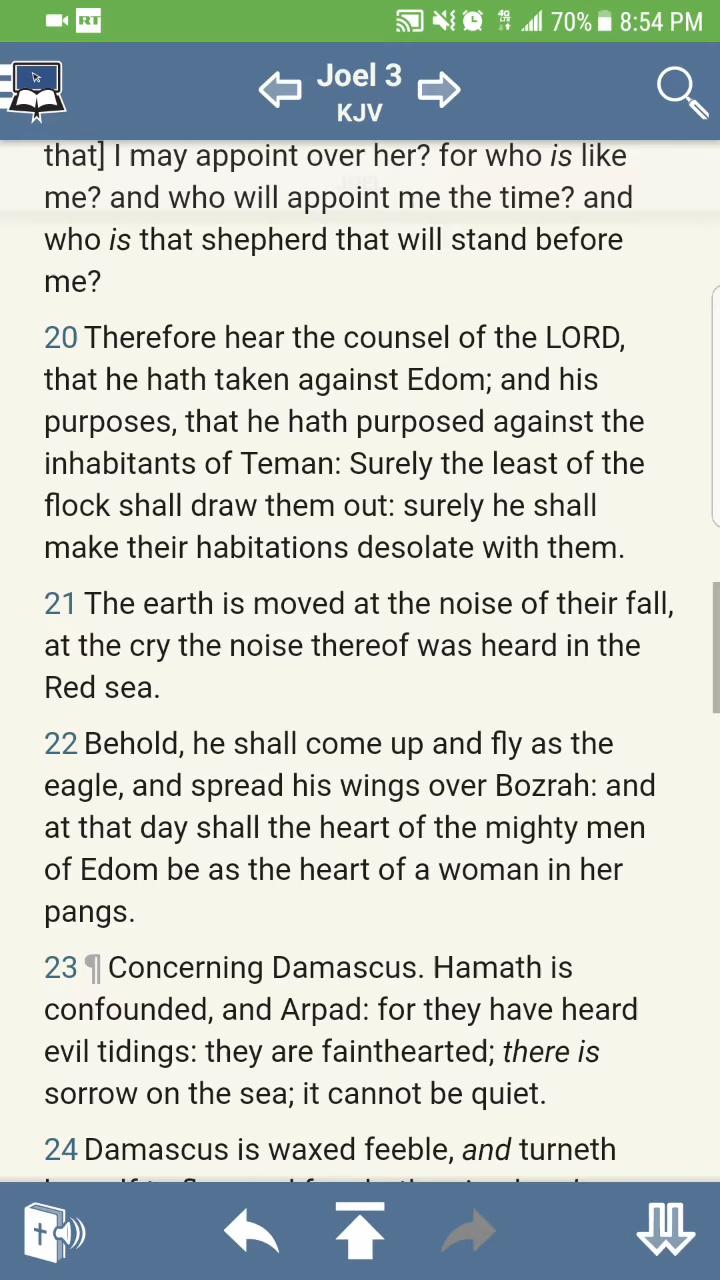 RT 4G LTE 70% 8:54 PM
Joel 3
KJV
that] I may appoint over her? for who is like
me? and who will appoint me the time? and
who is that shepherd that will stand before
me?
20 Therefore hear the counsel of the LORD,
that he hath taken against Edom; and his
purposes, that he hath purposed against the
inhabitants of Teman: Surely the least of the
flock shall draw them out: surely he shall
make their habitations desolate with them.
21 The earth is moved at the noise of their fall,
at the cry the noise thereof was heard in the
Red sea.
22 Behold, he shall come up and fly as the
eagle, and spread his wings over Bozrah: and
at that day shall the heart of the mighty men
of Edom be as the heart of a woman in her
pangs.
23 ¶ Concerning Damascus. Hamath is
confounded, and Arpad: for they have heard
evil tidings: they are fainthearted; there is
sorrow on the sea; it cannot be quiet.
24 Damascus is waxed feeble, and turneth